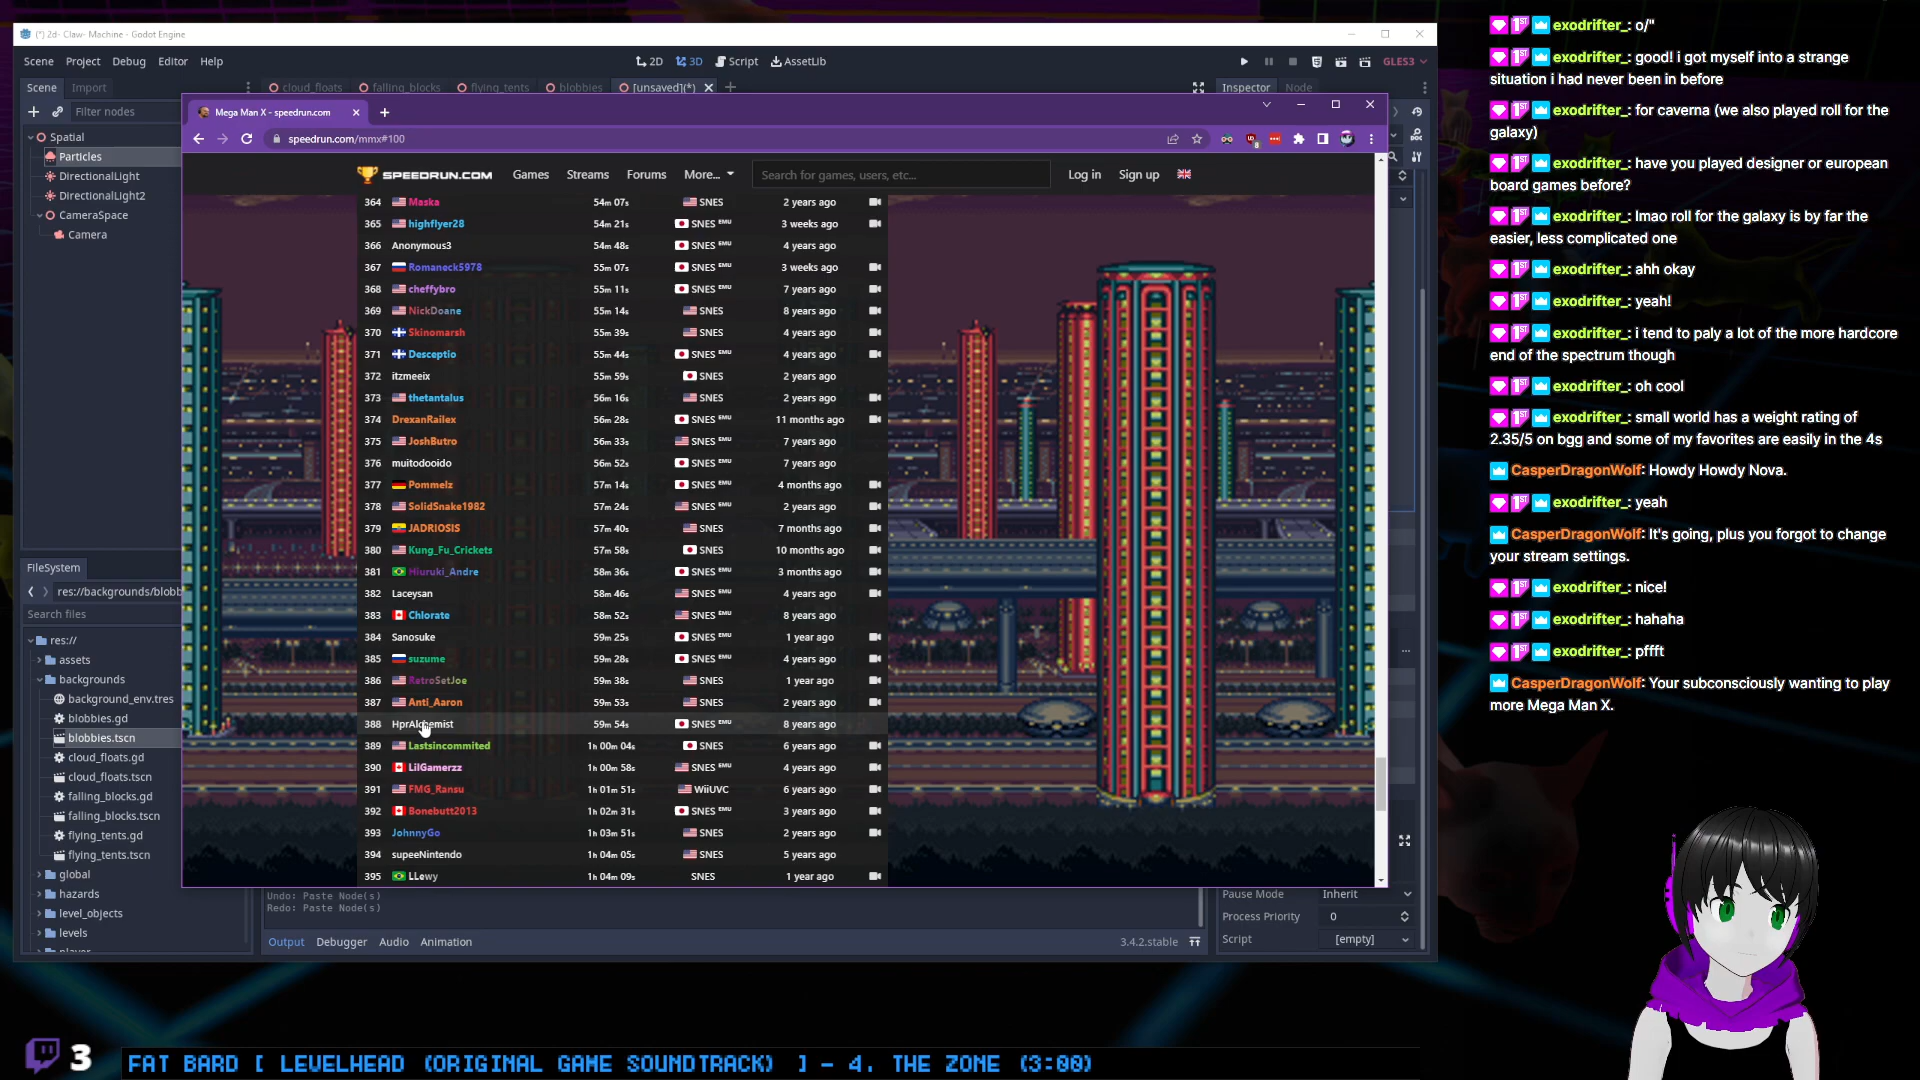 (*) 2d- Claw- Machine - Godot Engine
Scene Project Debug Editor Help
2D 3D Script AssetLib
GLES3
Scene Import
cloud_floats falling_blocks flying_tents blobbies [unsaved](*)
Inspector Node
Filter nodes
Spatial
Particles
DirectionalLight
DirectionalLight2
CameraSpace
Camera
FileSystem
res://backgrounds/blobb
Search files
res://
assets
backgrounds
background_env.tres
blobbies.gd
blobbies.tscn
cloud_floats.gd
cloud_floats.tscn
falling_blocks.gd
falling_blocks.tscn
flying_tents.gd
flying_tents.tscn
global
hazards
level_objects
levels
Mega Man X - speedrun.com
speedrun.com/mmx#100
SPEEDRUN.COM Games Streams Forums More... Search for games, users, etc... Log in Sign up
364 Maska 54m 07s SNES 2 years ago
365 highflyer28 54m 21s SNES EMU 3 weeks ago
366 Anonymous3 54m 48s SNES EMU 4 years ago
367 Romaneck5978 55m 07s SNES EMU 3 weeks ago
368 cheffybro 55m 11s SNES EMU 7 years ago
369 NickDoane 55m 14s SNES 8 years ago
370 Skinomarsh 55m 39s SNES 4 years ago
371 Desceptio 55m 44s SNES EMU 4 years ago
372 itzmeeix 55m 59s SNES 2 years ago
373 thetantalus 56m 16s SNES 2 years ago
374 DrexanRailex 56m 28s SNES EMU 11 months ago
375 JoshButro 56m 33s SNES EMU 7 years ago
376 muitodooido 56m 52s SNES EMU 7 years ago
377 Pommelz 57m 14s SNES EMU 4 months ago
378 SolidSnake1982 57m 24s SNES EMU 2 years ago
379 JADRIOSIS 57m 40s SNES 7 months ago
380 Kung_Fu_Crickets 57m 58s SNES 10 months ago
381 Hiuruki_Andre 58m 36s SNES EMU 3 months ago
382 Laceysan 58m 46s SNES EMU 4 years ago
383 Chlorate 58m 52s SNES EMU 8 years ago
384 Sanosuke 59m 25s SNES EMU 1 year ago
385 suzume 59m 28s SNES EMU 4 years ago
386 RetroSetJoe 59m 38s SNES 1 year ago
387 Anti_Aaron 59m 53s SNES 2 years ago
388 HprAlchemist 59m 54s SNES EMU 8 years ago
389 Lastsincommited 1h 00m 04s SNES 6 years ago
390 LilGamerzz 1h 00m 58s SNES EMU 4 years ago
391 FMG_Ransu 1h 01m 51s WiiUVC 6 years ago
392 Bonebutt2013 1h 02m 31s SNES EMU 3 years ago
393 JohnnyGo 1h 03m 51s SNES 2 years ago
394 supeeNintendo 1h 04m 05s SNES 5 years ago
395 LLewy 1h 04m 09s SNES 1 year ago
Undo: Paste Node(s)
Redo: Paste Node(s)
Output Debugger Audio Animation
3.4.2.stable
Pause Mode Inherit
Process Priority 0
Script [empty]
exodrifter_: o/"
exodrifter_: good! i got myself into a strange
situation i had never been in before
exodrifter_: for caverna (we also played roll for the
galaxy)
exodrifter_: have you played designer or european
board games before?
exodrifter_: lmao roll for the galaxy is by far the
easier, less complicated one
exodrifter_: ahh okay
exodrifter_: yeah!
exodrifter_: i tend to paly a lot of the more hardcore
end of the spectrum though
exodrifter_: oh cool
exodrifter_: small world has a weight rating of
2.35/5 on bgg and some of my favorites are easily in the 4s
CasperDragonWolf: Howdy Howdy Nova.
exodrifter_: yeah
CasperDragonWolf: It's going, plus you forgot to change
your stream settings.
exodrifter_: nice!
exodrifter_: hahaha
exodrifter_: pffft
CasperDragonWolf: Your subconsciously wanting to play
more Mega Man X.
3
FAT BARD [ LEVELHEAD (ORIGINAL GAME SOUNDTRACK) ] - 4. THE ZONE (3:00)